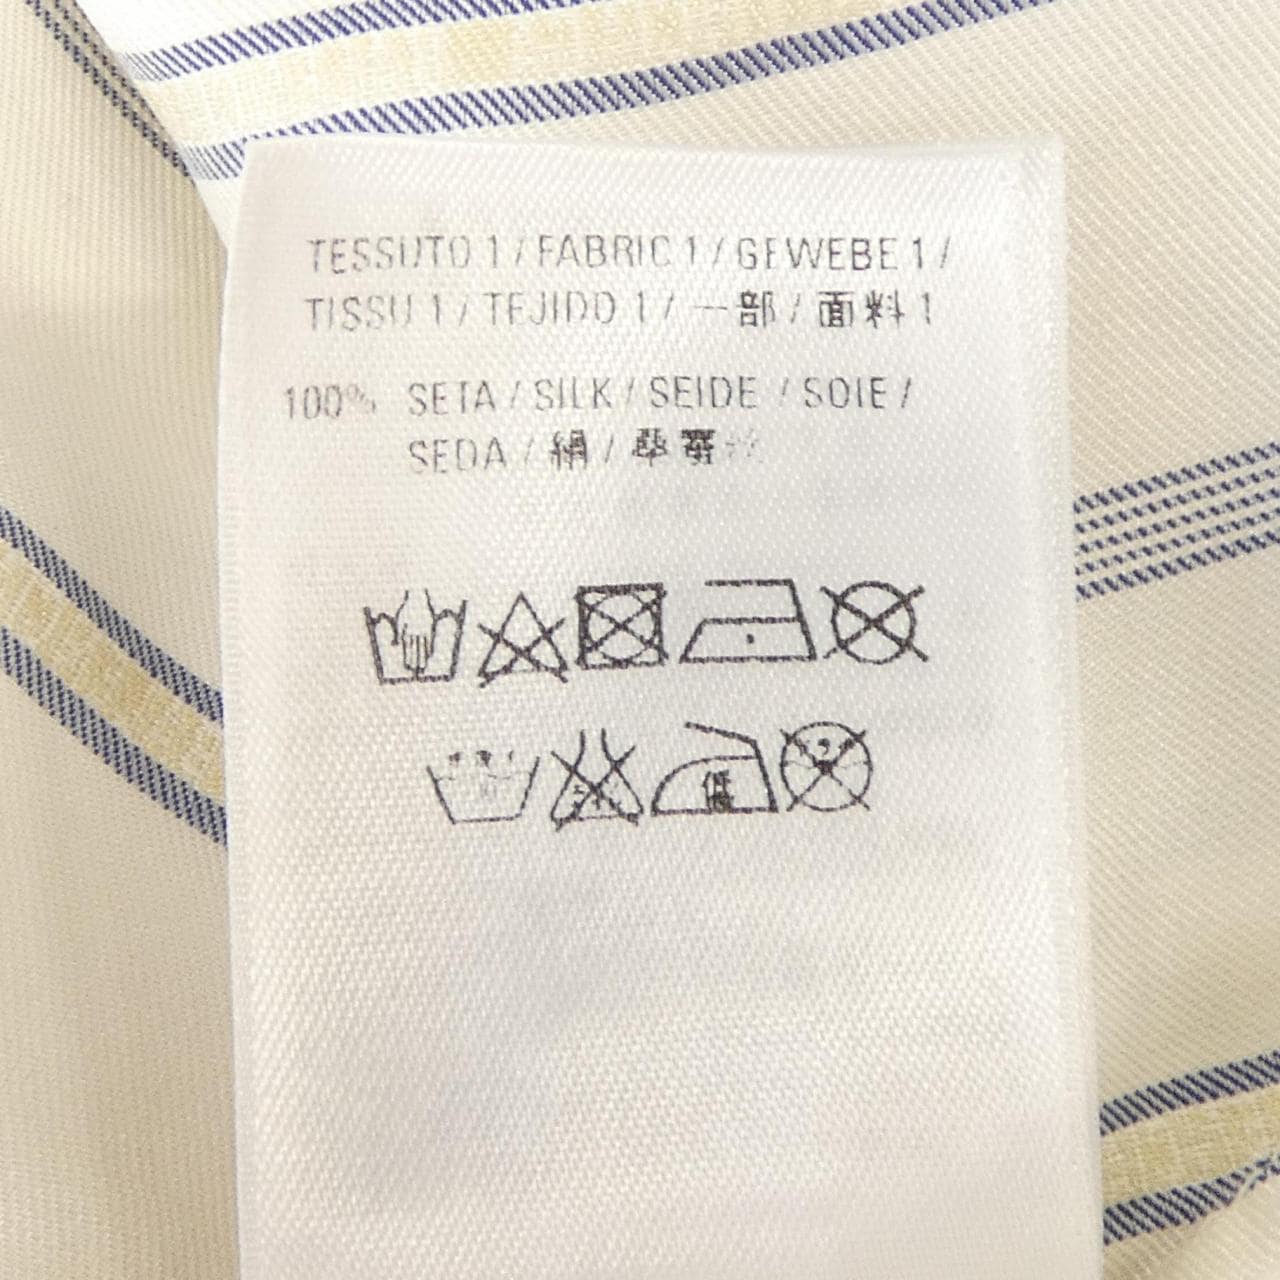 TESSUTO 1 / FABRIC 1 / GEWEBE 1 /
TISSU 1 / TEJIDO 1 / 一部 / 面料 1
100% SETA / SILK / SEIDE / SOIE /
SEDA / 絹 /
低